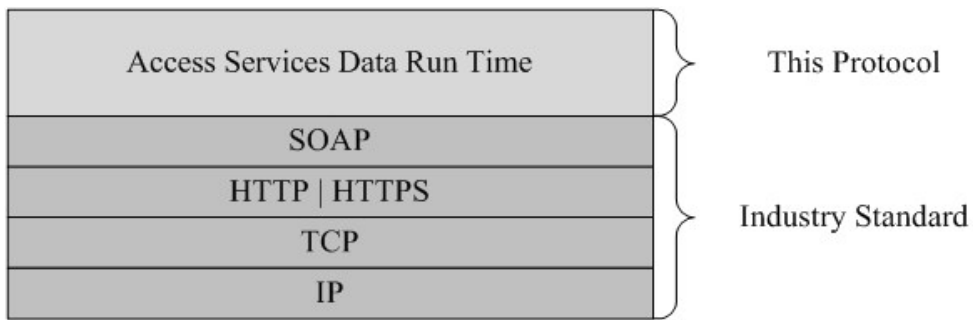 Access Services Data Run Time
This Protocol
SOAP
HTTP | HTTPS
TCP
IP
Industry Standard